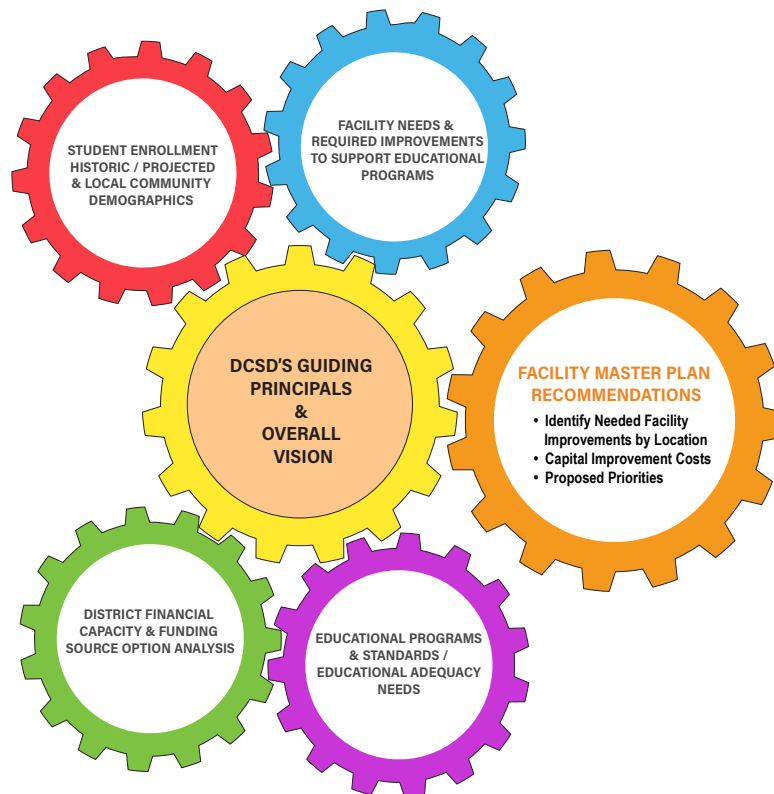 STUDENT ENROLLMENT
HISTORIC / PROJECTED
& LOCAL COMMUNITY
DEMOGRAPHICS
FACILITY NEEDS &
REQUIRED IMPROVEMENTS
TO SUPPORT EDUCATIONAL
PROGRAMS
DCSD'S GUIDING
PRINCIPALS
&
OVERALL
VISION
FACILITY MASTER PLAN
RECOMMENDATIONS
• Identify Needed Facility
Improvements by Location
• Capital Improvement Costs
• Proposed Priorities
DISTRICT FINANCIAL
CAPACITY & FUNDING
SOURCE OPTION ANALYSIS
EDUCATIONAL PROGRAMS
& STANDARDS /
EDUCATIONAL ADEQUACY
NEEDS